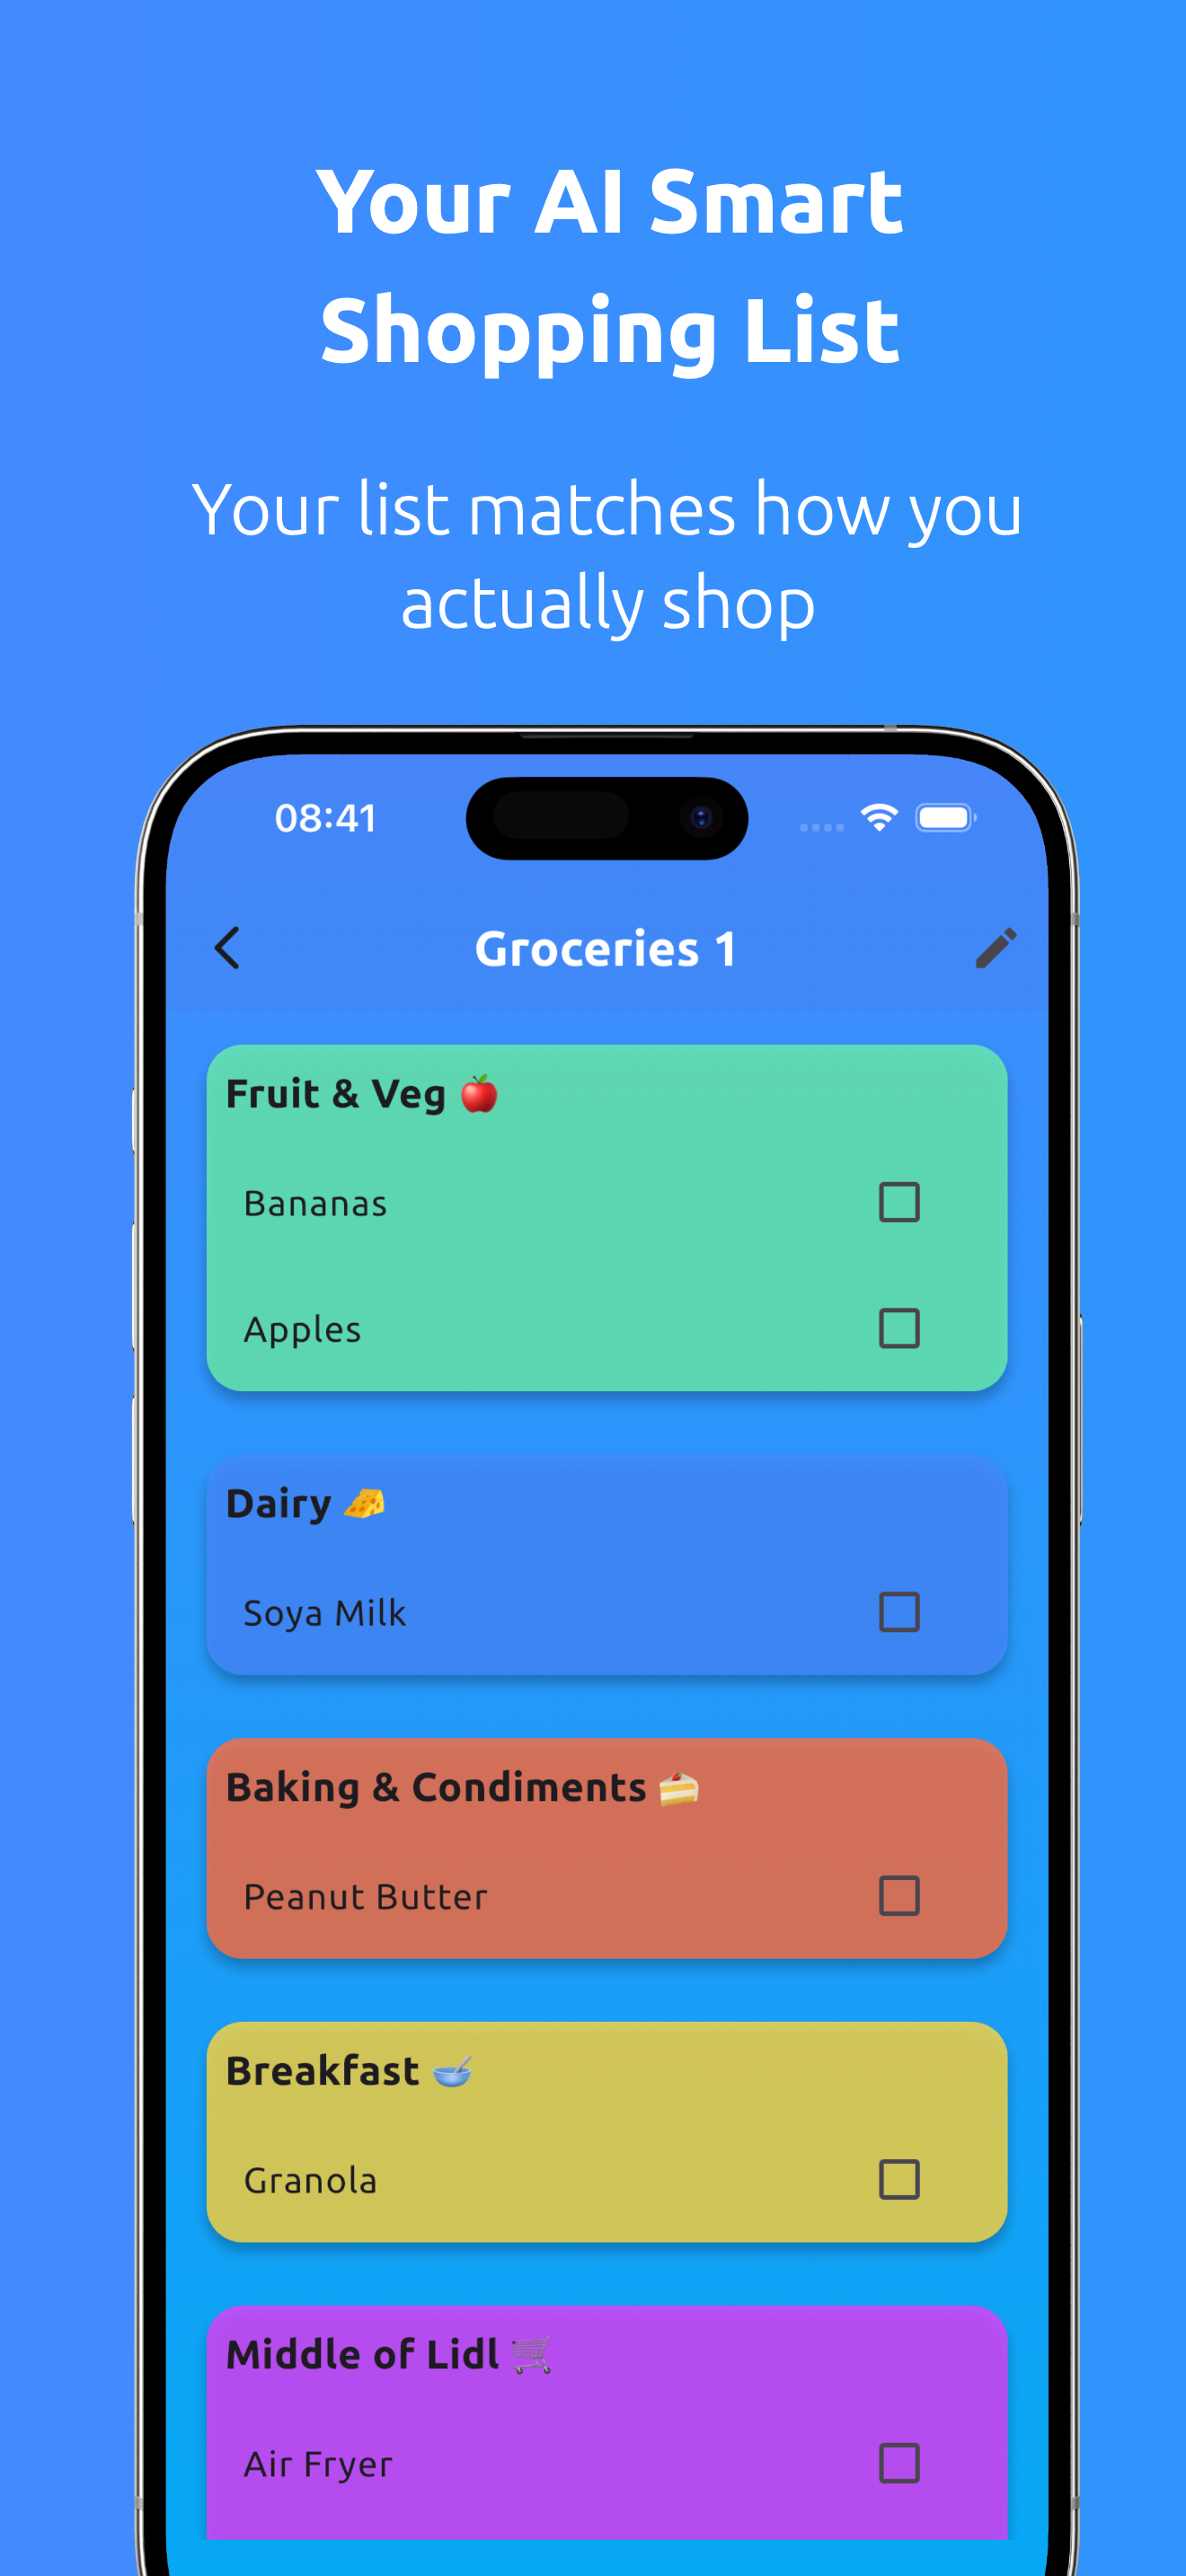 Your AI Smart
Shopping List
Your list matches how you
actually shop
08:41
Groceries 1
Fruit & Veg 🍎
Bananas
Apples
Dairy 🧀
Soya Milk
Baking & Condiments 🍰
Peanut Butter
Breakfast 🥣
Granola
Middle of Lidl 🛒
Air Fryer